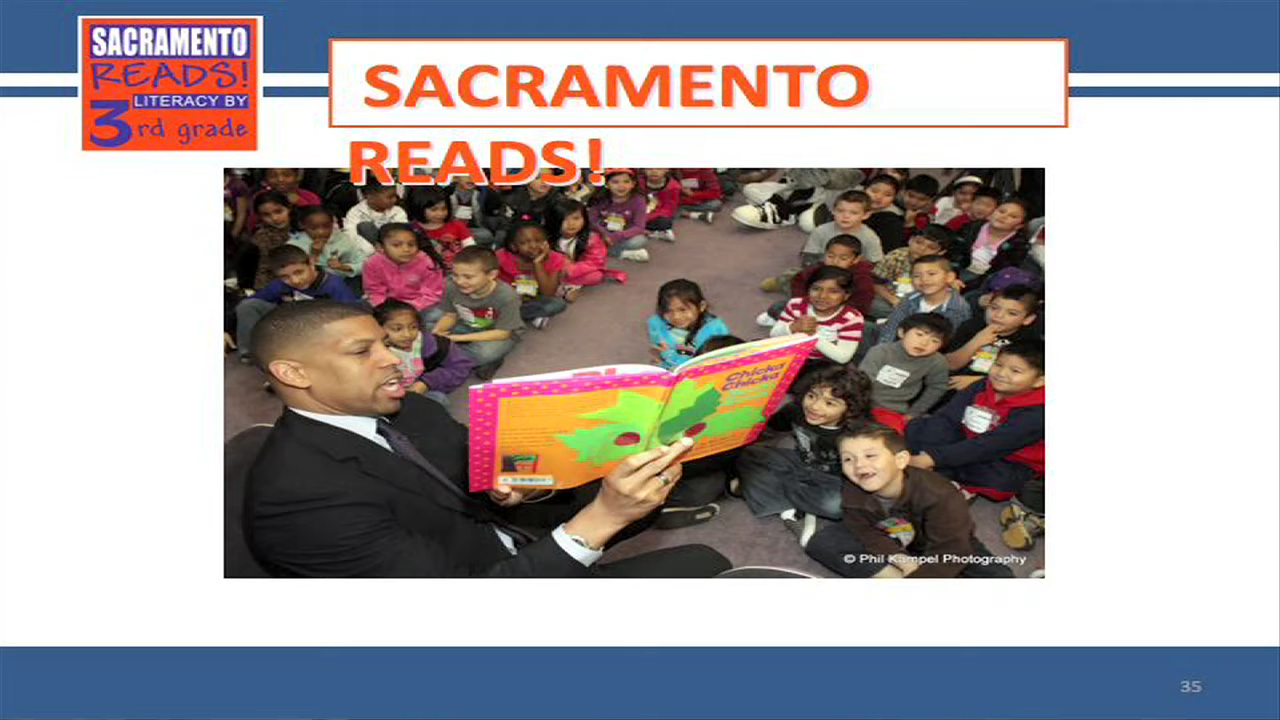 SACRAMENTO
READS!
LITERACY BY
3rd grade
SACRAMENTO
READS!
Chicka
Chicka
© Phil Kampel Photography
35